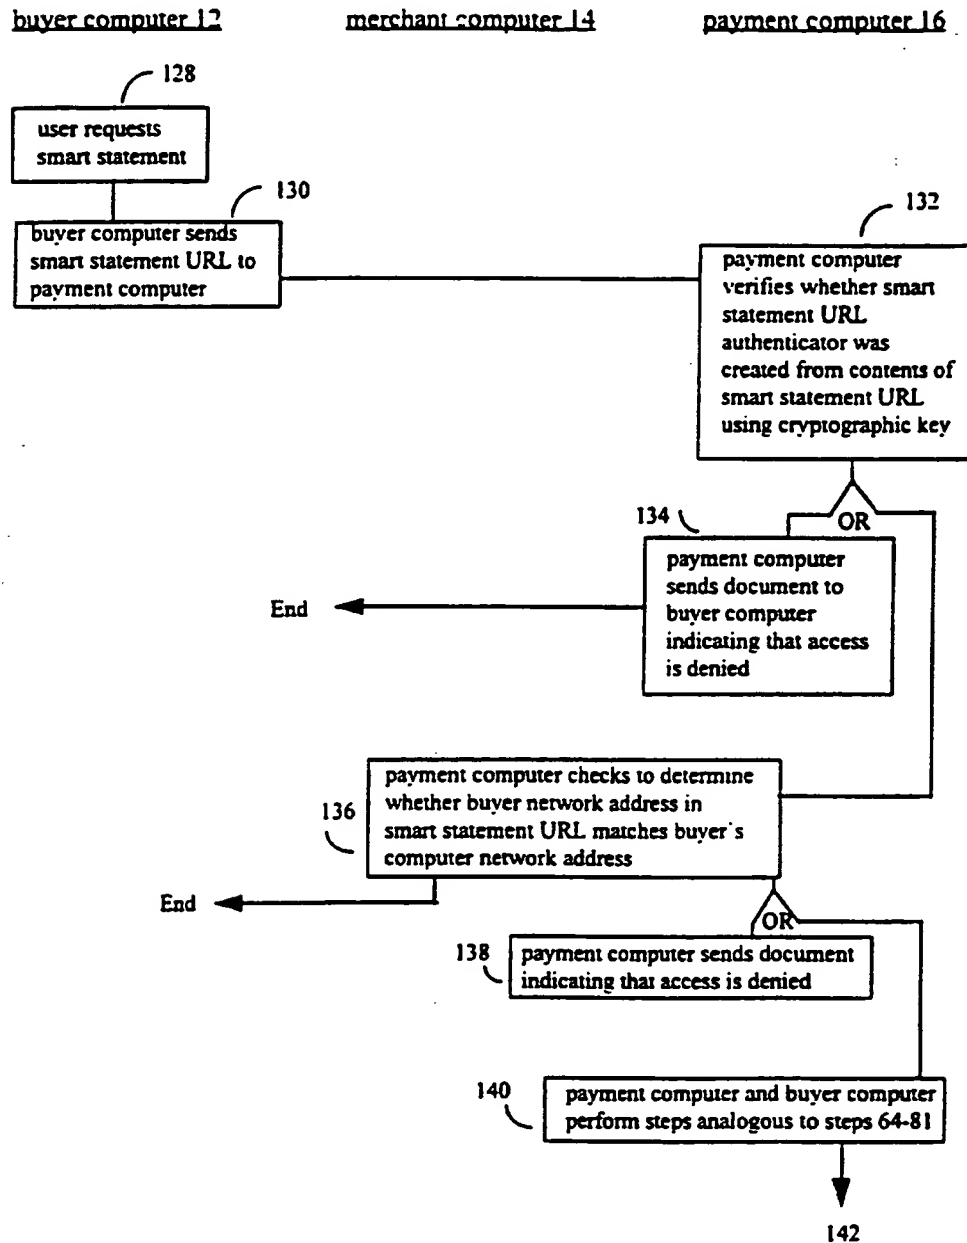 buyer computer 12 merchant computer 14 payment computer 16
128
user requests
smart statement
130
buyer computer sends
smart statement URL to
payment computer
132
payment computer
verifies whether smart
statement URL
authenticator was
created from contents of
smart statement URL
using cryptographic key
OR
134
payment computer
sends document to
buyer computer
indicating that access
is denied
End
136
payment computer checks to determine
whether buyer network address in
smart statement URL matches buyer's
computer network address
End
OR
138
payment computer sends document
indicating that access is denied
140
payment computer and buyer computer
perform steps analogous to steps 64-81
142